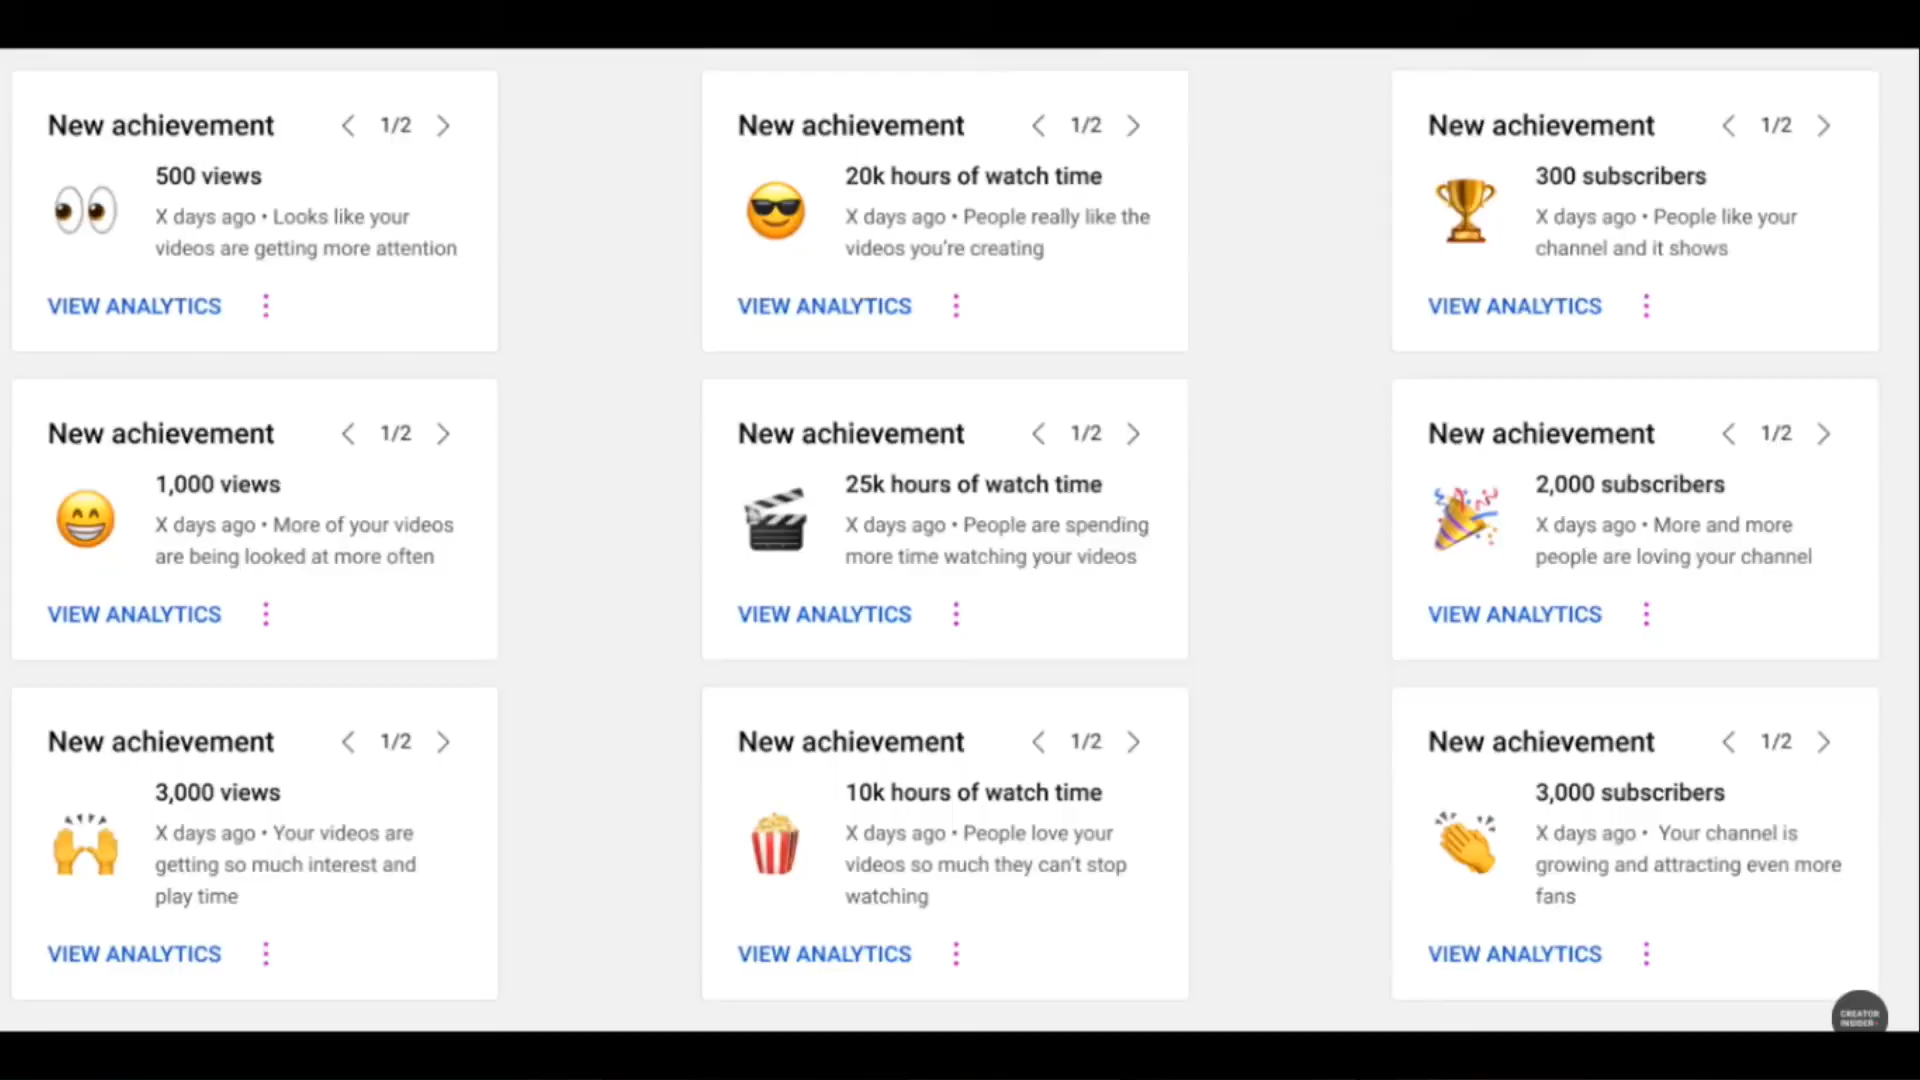 New achievement < 1/2 >
500 views
X days ago • Looks like your
videos are getting more attention
VIEW ANALYTICS
New achievement < 1/2 >
20k hours of watch time
X days ago • People really like the
videos you're creating
VIEW ANALYTICS
New achievement < 1/2 >
300 subscribers
X days ago • People like your
channel and it shows
VIEW ANALYTICS
New achievement < 1/2 >
1,000 views
X days ago • More of your videos
are being looked at more often
VIEW ANALYTICS
New achievement < 1/2 >
25k hours of watch time
X days ago • People are spending
more time watching your videos
VIEW ANALYTICS
New achievement < 1/2 >
2,000 subscribers
X days ago • More and more
people are loving your channel
VIEW ANALYTICS
New achievement < 1/2 >
3,000 views
X days ago • Your videos are
getting so much interest and
play time
VIEW ANALYTICS
New achievement < 1/2 >
10k hours of watch time
X days ago • People love your
videos so much they can't stop
watching
VIEW ANALYTICS
New achievement < 1/2 >
3,000 subscribers
X days ago • Your channel is
growing and attracting even more
fans
VIEW ANALYTICS
CREATOR
INSIDER